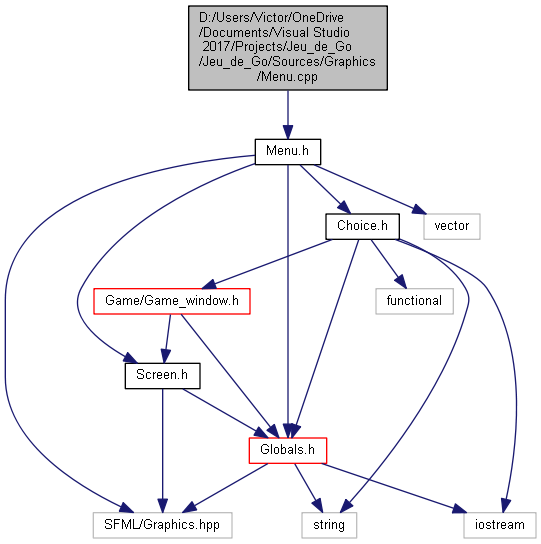 D:/Users/Victor/OneDrive
/Documents/Visual Studio
2017/Projects/Jeu_de_Go
/Jeu_de_Go/Sources/Graphics
/Menu.cpp
Menu.h
Choice.h
vector
Game/Game_window.h
functional
Screen.h
Globals.h
SFML/Graphics.hpp
string
iostream